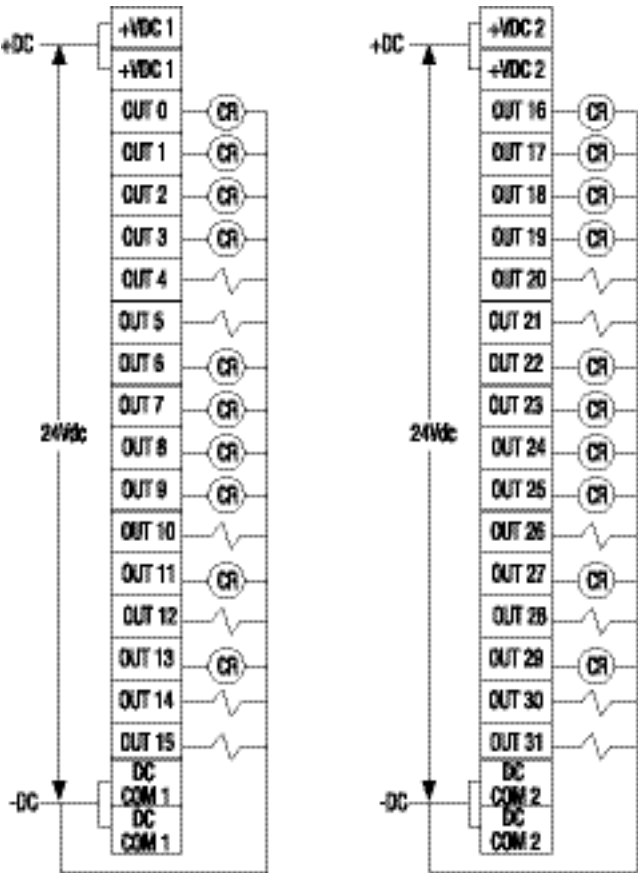 +DC
+VDC 1
+VDC 1
OUT 0 CR
OUT 1 CR
OUT 2 CR
OUT 3 CR
OUT 4
OUT 5
OUT 6 CR
OUT 7 CR
24Vdc
OUT 8 CR
OUT 9 CR
OUT 10
OUT 11 CR
OUT 12
OUT 13 CR
OUT 14
OUT 15
-DC
DC
COM 1
DC
COM 1
+DC
+VDC 2
+VDC 2
OUT 16 CR
OUT 17 CR
OUT 18 CR
OUT 19 CR
OUT 20
OUT 21
OUT 22 CR
OUT 23 CR
24Vdc
OUT 24 CR
OUT 25 CR
OUT 26
OUT 27 CR
OUT 28
OUT 29 CR
OUT 30
OUT 31
-DC
DC
COM 2
DC
COM 2